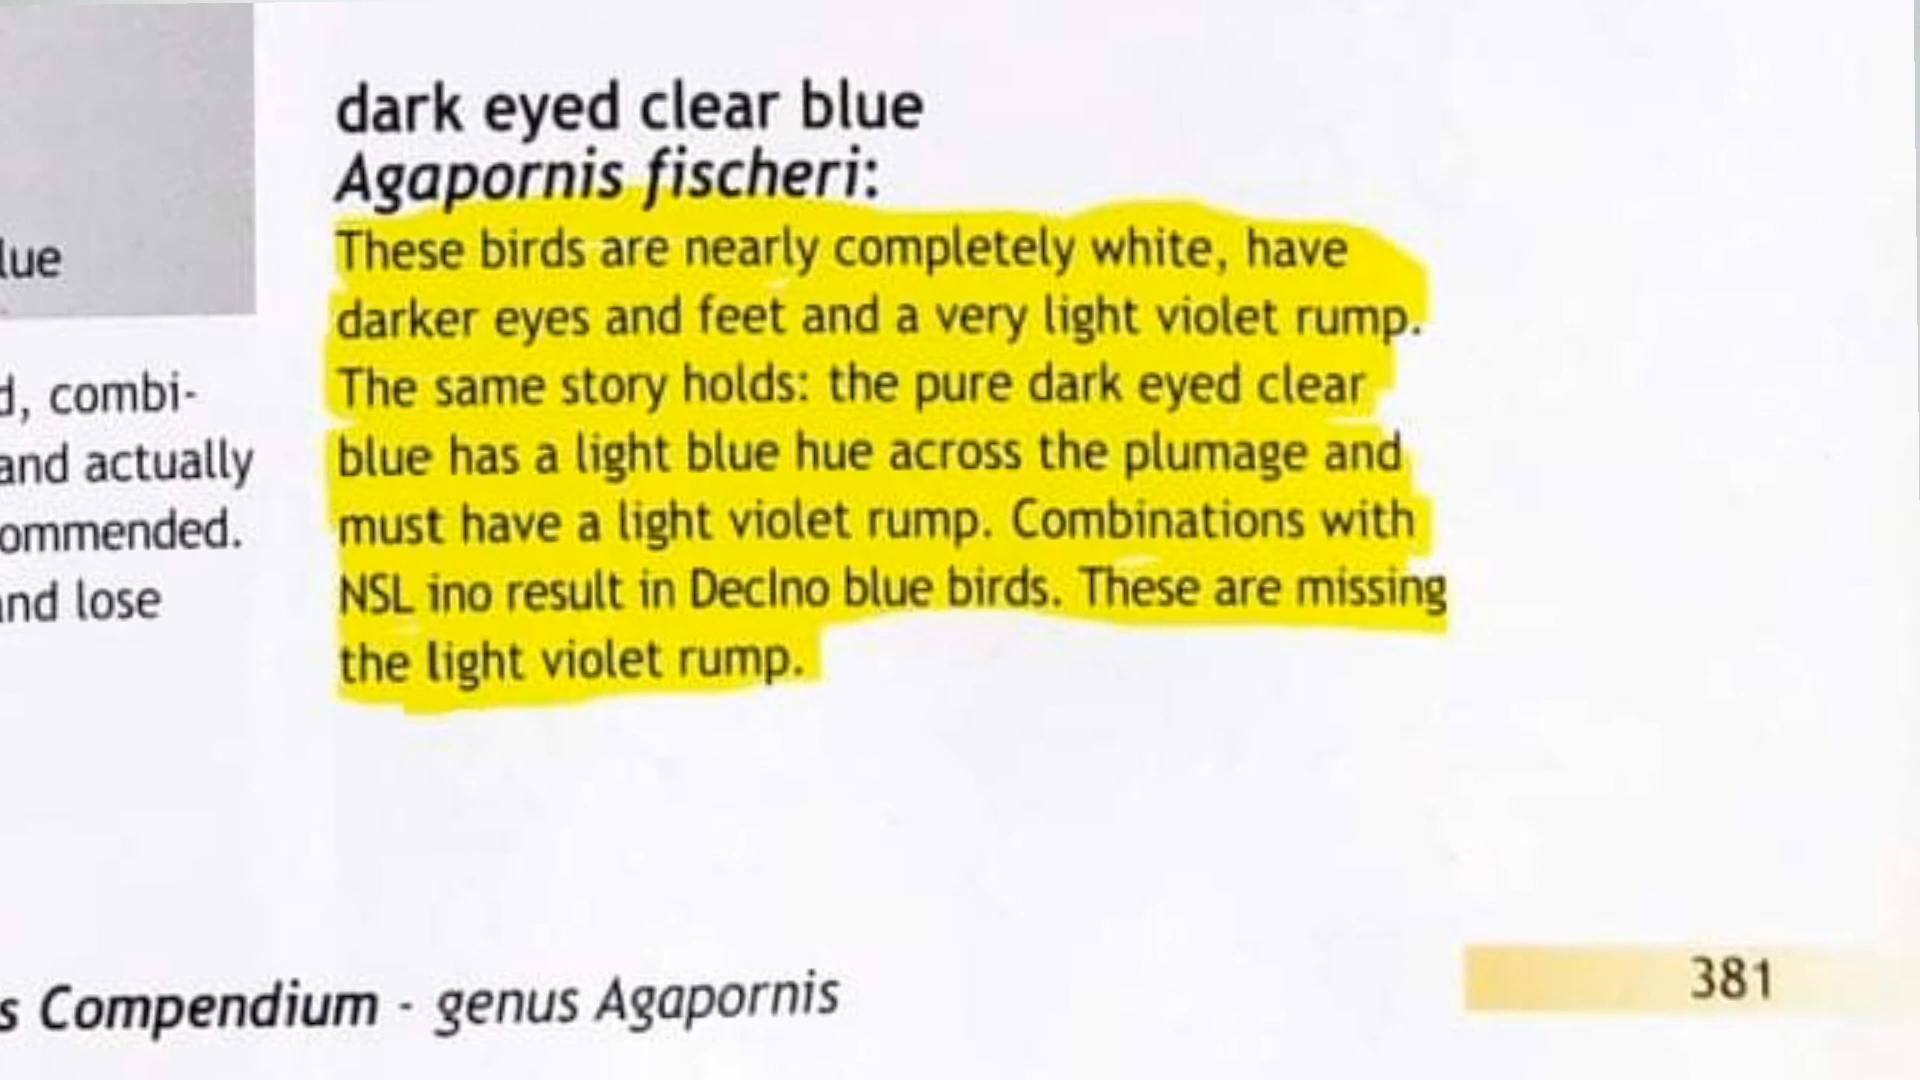 lue
d, combi-
and actually
ommended.
and lose
dark eyed clear blue
Agapornis fischeri:
These birds are nearly completely white, have
darker eyes and feet and a very light violet rump.
The same story holds: the pure dark eyed clear
blue has a light blue hue across the plumage and
must have a light violet rump. Combinations with
NSL ino result in DecIno blue birds. These are missing
the light violet rump.
s Compendium - genus Agapornis
381